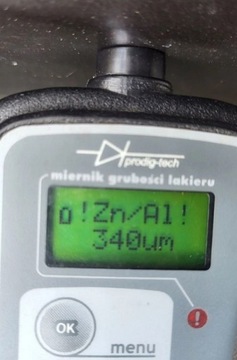 prodig-tech
miernik grubości lakieru
!Zn/Al!
340um
!
OK
menu